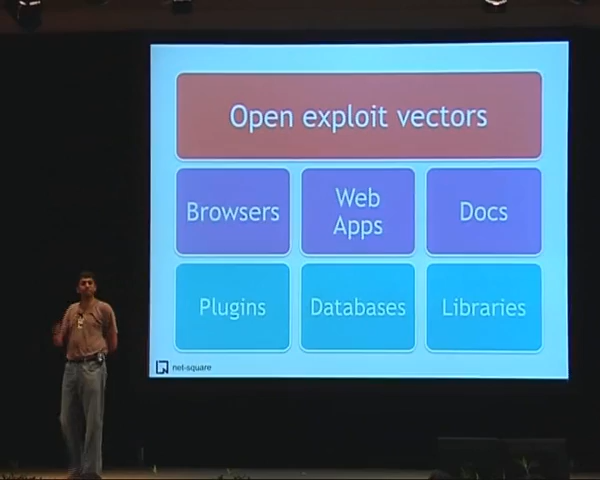 Open exploit vectors
Browsers
Web
Apps
Docs
Plugins
Databases
Libraries
net-square